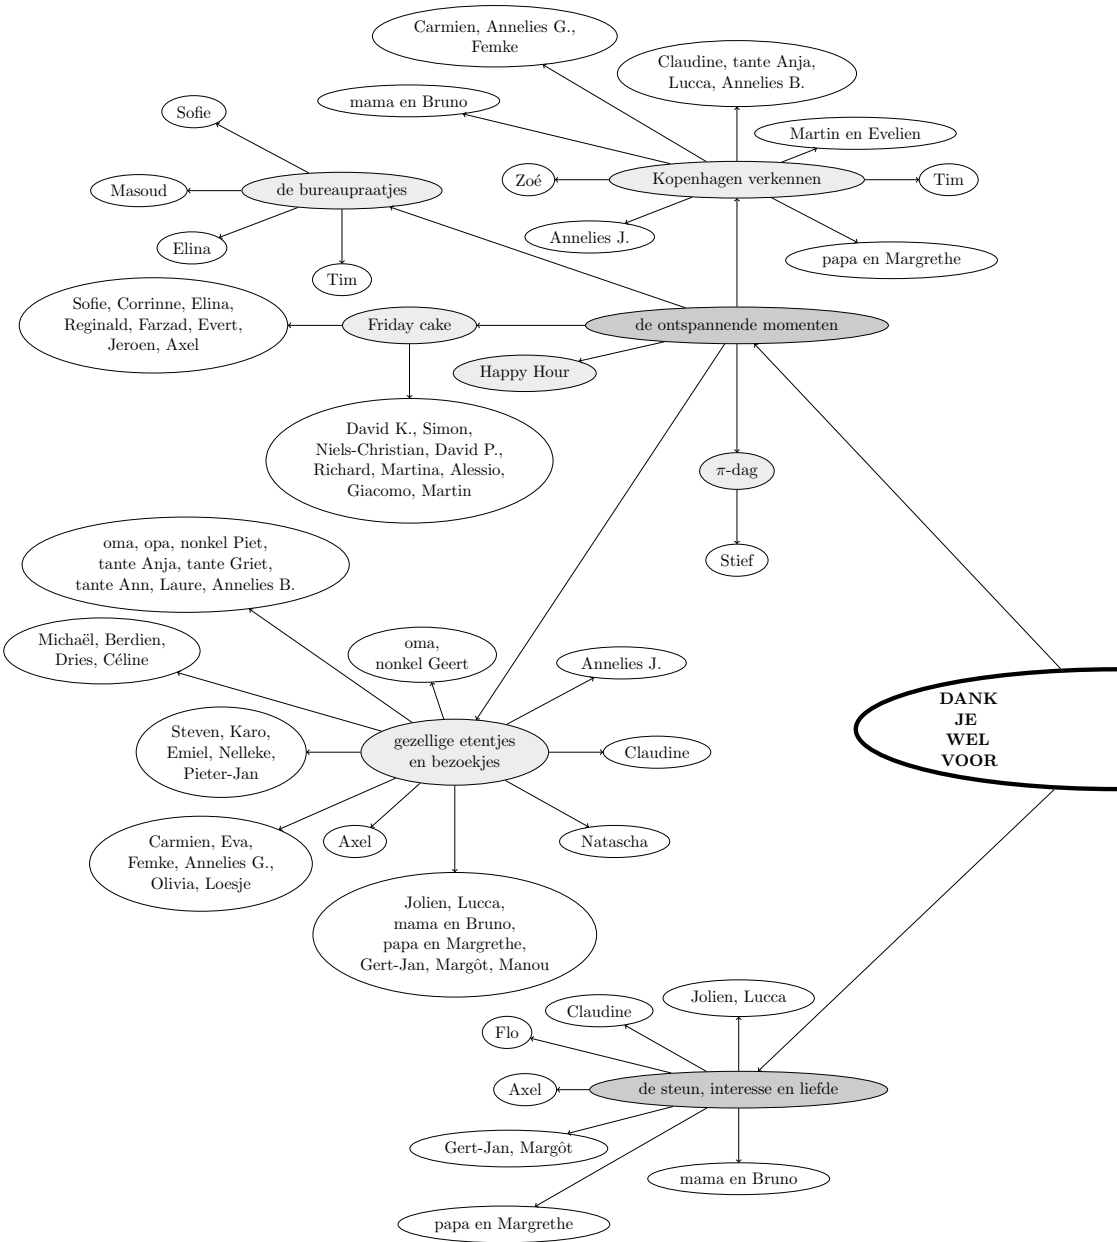 Carmien, Annelies G.,
Femke
Claudine, tante Anja,
Lucca, Annelies B.
mama en Bruno
Martin en Evelien
Sofie
Masoud
de bureaupraatjes
Zoé
Kopenhagen verkennen
Tim
Elina
Annelies J.
papa en Margrethe
Tim
Sofie, Corrinne, Elina,
Reginald, Farzad, Evert,
Jeroen, Axel
Friday cake
de ontspannende momenten
Happy Hour
David K., Simon,
Niels-Christian, David P.,
Richard, Martina, Alessio,
Giacomo, Martin
π-dag
Stief
oma, opa, nonkel Piet,
tante Anja, tante Griet,
tante Ann, Laure, Annelies B.
Michaël, Berdien,
Dries, Céline
oma,
nonkel Geert
Annelies J.
Steven, Karo,
Emiel, Nelleke,
Pieter-Jan
gezellige etentjes
en bezoekjes
Claudine
DANK
JE
WEL
VOOR
Carmien, Eva,
Femke, Annelies G.,
Olivia, Loesje
Axel
Natascha
Jolien, Lucca,
mama en Bruno,
papa en Margrethe,
Gert-Jan, Margôt, Manou
Jolien, Lucca
Claudine
Flo
Axel
de steun, interesse en liefde
Gert-Jan, Margôt
mama en Bruno
papa en Margrethe